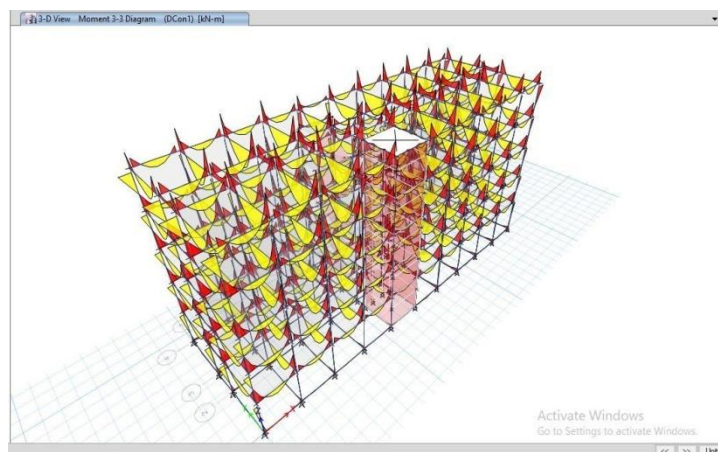 3-D View Moment 3-3 Diagram (DCon1) [kN-m]
X
Activate Windows
Go to Settings to activate Windows.
<< >>